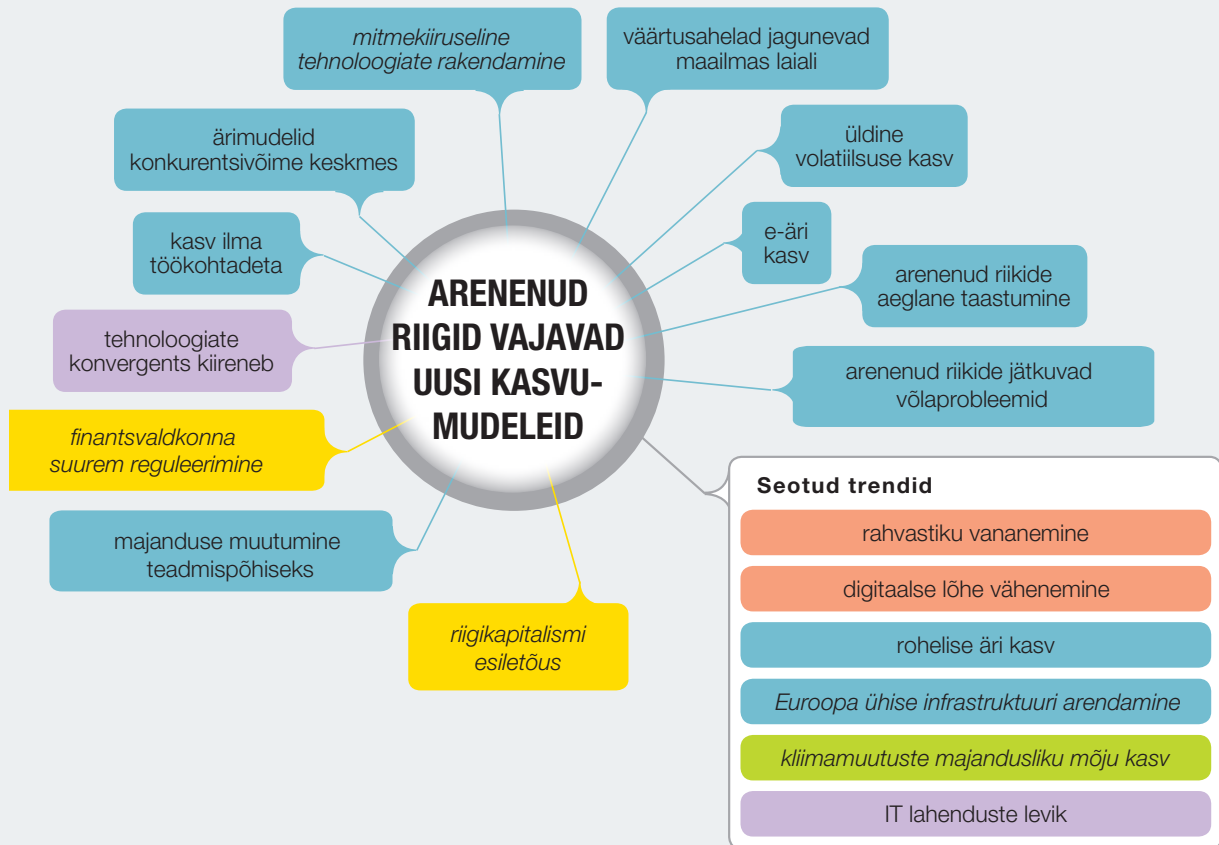 mitmekiiruseline
tehnoloogiate rakendamine
väärtusahelad jagunevad
maailmas laiali
ärimudelid
konkurentsivõime keskmes
üldine
volatiilsuse kasv
kasv ilma
töökohtadeta
e-äri
kasv
arenenud riikide
aeglane taastumine
tehnoloogiate
konvergents kiireneb
ARENENUD
RIIGID VAJAVAD
UUSI KASVU-
MUDELEID
arenenud riikide jätkuvad
võlaprobleemid
finantsvaldkonna
suurem reguleerimine
majanduse muutumine
teadmispõhiseks
riigikapitalismi
esiletõus
Seotud trendid
rahvastiku vananemine
digitaalse lõhe vähenemine
rohelise äri kasv
Euroopa ühise infrastruktuuri arendamine
kliimamuutuste majandusliku mõju kasv
IT lahenduste levik